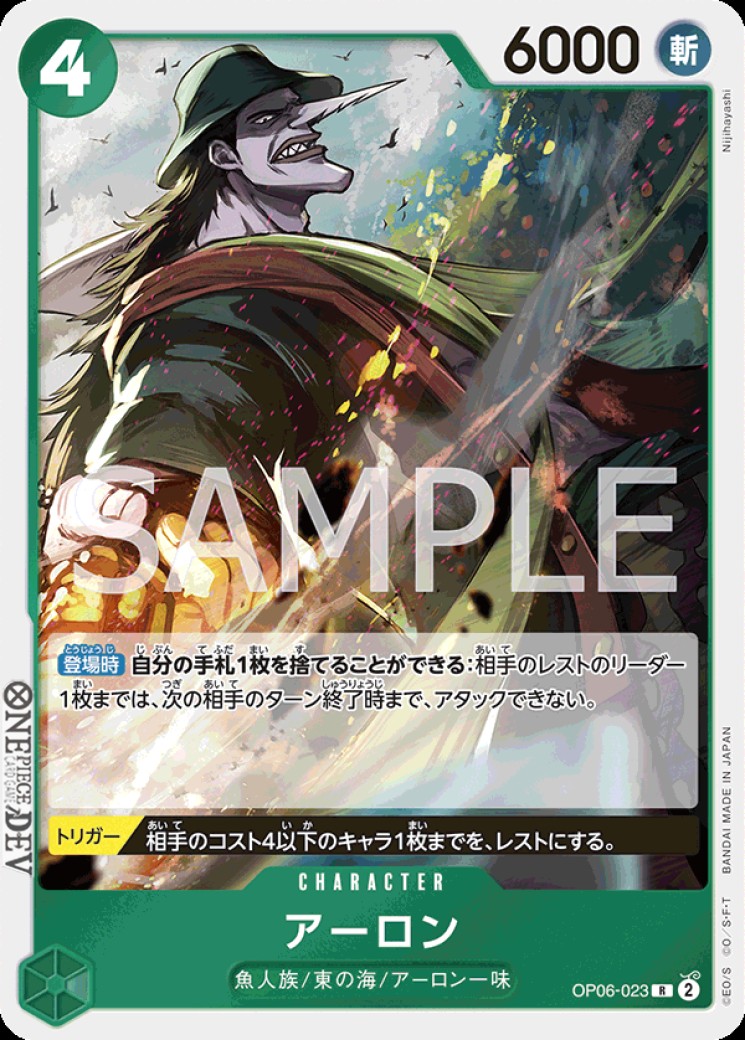 4
6000
斬
Nijihayashi
SAMPLE
登場時 自分の手札1枚を捨てることができる:相手のレストのリーダー
1枚までは、次の相手のターン終了時まで、アタックできない。
トリガー 相手のコスト4以下のキャラ1枚までを、レストにする。
ONE PIECE
CARD GAME
DEV
CHARACTER
アーロン
魚人族/東の海/アーロン一味
OP06-023 R 2
©EO/S ©O/S・F・T BANDAI MADE IN JAPAN